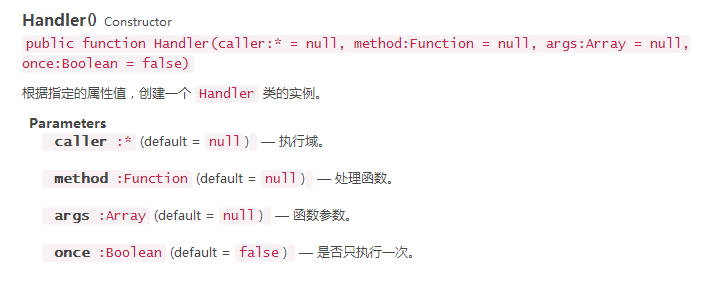 Handler() Constructor
public function Handler(caller:* = null, method:Function = null, args:Array = null,
once:Boolean = false)
根据指定的属性值，创建一个 Handler 类的实例。
Parameters
caller :* (default = null) — 执行域。
method :Function (default = null) — 处理函数。
args :Array (default = null) — 函数参数。
once :Boolean (default = false) — 是否只执行一次。